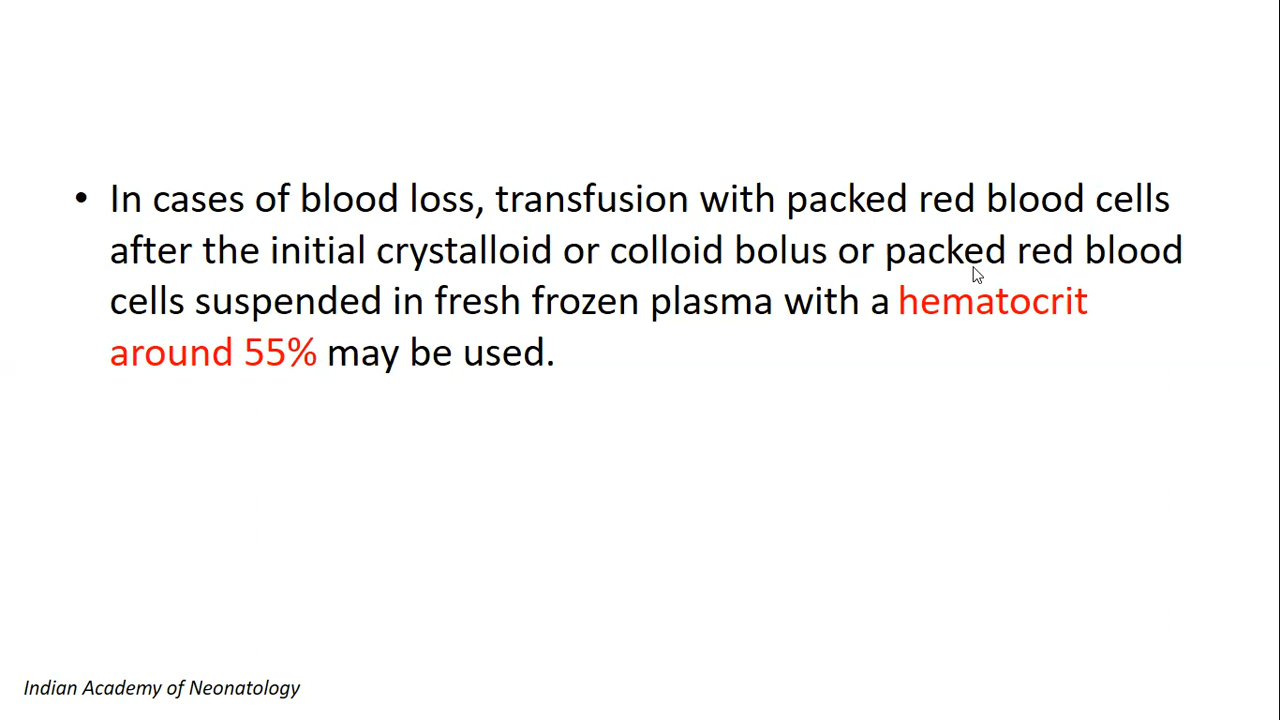 • In cases of blood loss, transfusion with packed red blood cells
after the initial crystalloid or colloid bolus or packed red blood
cells suspended in fresh frozen plasma with a hematocrit
around 55% may be used.
Indian Academy of Neonatology